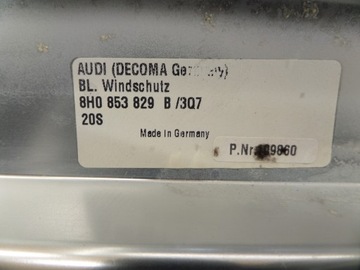 AUDI (DECOMA Germany)
BL. Windschutz
8H0 853 829 B /3Q7
20S
Made in Germany
P.Nr.